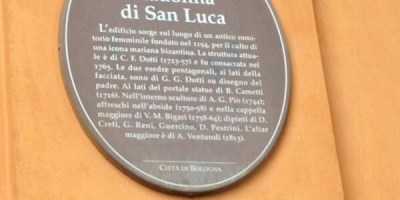 di San Luca
L'edificio sorge sul luogo di un antico romi-
torio femminile fondato nel 1194, per il culto di
una icona mariana bizantina. La struttura attua-
le è di C. F. Dotti (1723-57) e fu consacrata nel
1765. Le due esedre pentagonali, ai lati della
facciata, sono di G. G. Dotti su disegno del
padre. Ai lati del portale statue di B. Cametti
(1716). Nell'interno sculture di A. G. Piò (1744);
affreschi nell'abside (1750-58) e nella cappella
maggiore di V. M. Bigari (1758-64); dipinti di D.
Creti, G. Reni, Guercino, D. Pestrini. L'altar
maggiore è di A. Venturoli (1813).
CITTÀ DI BOLOGNA